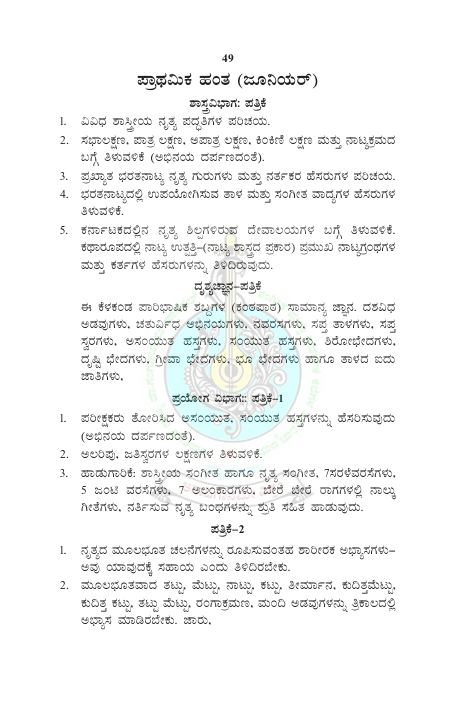 49
ಪ್ರಾಥಮಿಕ ಹಂತ (ಜೂನಿಯರ್)
ಶಾಸ್ತ್ರವಿಭಾಗ: ಪತ್ರಿಕೆ
1. ವಿವಿಧ ಶಾಸ್ತ್ರೀಯ ನೃತ್ಯ ಪದ್ಧತಿಗಳ ಪರಿಚಯ.
2. ಸಭಾಲಕ್ಷಣ, ಪಾತ್ರ ಲಕ್ಷಣ, ಅಪಾತ್ರ ಲಕ್ಷಣ, ಕಿಂಕಿಣಿ ಲಕ್ಷಣ ಮತ್ತು ನಾಟ್ಯಕ್ರಮದ
ಬಗ್ಗೆ ತಿಳುವಳಿಕೆ (ಅಭಿನಯ ದರ್ಪಣದಂತೆ).
3. ಪ್ರಖ್ಯಾತ ಭರತನಾಟ್ಯ ನೃತ್ಯ ಗುರುಗಳು ಮತ್ತು ನರ್ತಕರ ಹೆಸರುಗಳ ಪರಿಚಯ.
4. ಭರತನಾಟ್ಯದಲ್ಲಿ ಉಪಯೋಗಿಸುವ ತಾಳ ಮತ್ತು ಸಂಗೀತ ವಾದ್ಯಗಳ ಹೆಸರುಗಳ
ತಿಳುವಳಿಕೆ.
5. ಕರ್ನಾಟಕದಲ್ಲಿನ ನೃತ್ಯ ಶಿಲ್ಪಗಳಿರುವ ದೇವಾಲಯಗಳ ಬಗ್ಗೆ ತಿಳುವಳಿಕೆ.
ಕಥಾರೂಪದಲ್ಲಿ ನಾಟ್ಯ ಉತ್ಪತ್ತಿ–(ನಾಟ್ಯ ಶಾಸ್ತ್ರದ ಪ್ರಕಾರ) ಪ್ರಮುಖ ನಾಟ್ಯಗ್ರಂಥಗಳ
ಮತ್ತು ಕರ್ತೃಗಳ ಹೆಸರುಗಳನ್ನು ತಿಳಿದಿರುವುದು.
ದೃಶ್ಯಜ್ಞಾನ–ಪತ್ರಿಕೆ
ಈ ಕೆಳಕಂಡ ಪಾರಿಭಾಷಿಕ ಶಬ್ದಗಳ (ಕಂಠಪಾಠ) ಸಾಮಾನ್ಯ ಜ್ಞಾನ. ದಶವಿಧ
ಅಡವುಗಳು, ಚತುರ್ವಿಧ ಅಭಿನಯಗಳು, ನವರಸಗಳು, ಸಪ್ತ ತಾಳಗಳು, ಸಪ್ತ
ಸ್ವರಗಳು, ಅಸಂಯುತ ಹಸ್ತಗಳು, ಸಂಯುತ ಹಸ್ತಗಳು, ಶಿರೋಭೇದಗಳು,
ದೃಷ್ಟಿ ಭೇದಗಳು, ಗ್ರೀವಾ ಭೇದಗಳು, ಭ್ರೂ ಭೇದಗಳು ಹಾಗೂ ತಾಳದ ಐದು
ಜಾತಿಗಳು,
ಪ್ರಯೋಗ ವಿಭಾಗ:: ಪತ್ರಿಕೆ–1
1. ಪರೀಕ್ಷಕರು ತೋರಿಸಿದ ಅಸಂಯುತ, ಸಂಯುತ ಹಸ್ತಗಳನ್ನು ಹೆಸರಿಸುವುದು
(ಅಭಿನಯ ದರ್ಪಣದಂತೆ).
2. ಅಲರಿಪು, ಜತಿಸ್ವರಗಳ ಲಕ್ಷಣಗಳ ತಿಳುವಳಿಕೆ.
3. ಹಾಡುಗಾರಿಕೆ: ಶಾಸ್ತ್ರೀಯ ಸಂಗೀತ ಹಾಗೂ ನೃತ್ಯ ಸಂಗೀತ, 7ಸರಳೆವರಸೆಗಳು,
5 ಜಂಟಿ ವರಸೆಗಳು, 7 ಅಲಂಕಾರಗಳು, ಬೇರೆ ಬೇರೆ ರಾಗಗಳಲ್ಲಿ ನಾಲ್ಕು
ಗೀತೆಗಳು, ನರ್ತಿಸುವ ನೃತ್ಯ ಬಂಧಗಳನ್ನು ಶ್ರುತಿ ಸಹಿತ ಹಾಡುವುದು.
ಪತ್ರಿಕೆ–2
1. ನೃತ್ಯದ ಮೂಲಭೂತ ಚಲನೆಗಳನ್ನು ರೂಪಿಸುವಂತಹ ಶಾರೀರಕ ಅಭ್ಯಾಸಗಳು–
ಅವು ಯಾವುದಕ್ಕೆ ಸಹಾಯ ಎಂದು ತಿಳಿದಿರಬೇಕು.
2. ಮೂಲಭೂತವಾದ ತಟ್ಟು, ಮೆಟ್ಟು, ನಾಟ್ಟು, ಕಟ್ಟು, ತೀರ್ಮಾನ, ಕುದಿತ್ತಮೆಟ್ಟು,
ಕುದಿತ್ತ ಕಟ್ಟು, ತಟ್ಟು ಮೆಟ್ಟು, ರಂಗಾಕ್ರಮಣ, ಮಂದಿ ಅಡವುಗಳನ್ನು ತ್ರಿಕಾಲದಲ್ಲಿ
ಅಭ್ಯಾಸ ಮಾಡಿರಬೇಕು. ಜಾರು,